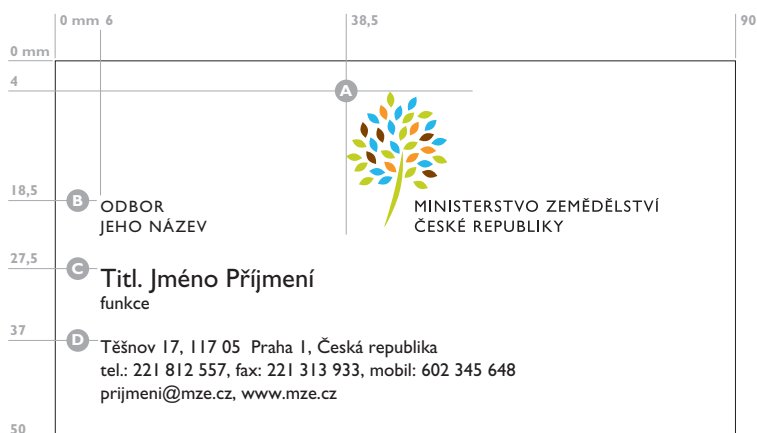 0 mm 6 38,5 90
0 mm
4
A
18,5 B ODBOR MINISTERSTVO ZEMĚDĚLSTVÍ
JEHO NÁZEV ČESKÉ REPUBLIKY
27,5 C Titl. Jméno Příjmení
funkce
37 D Těšnov 17, 117 05 Praha 1, Česká republika
tel.: 221 812 557, fax: 221 313 933, mobil: 602 345 648
prijmeni@mze.cz, www.mze.cz
50